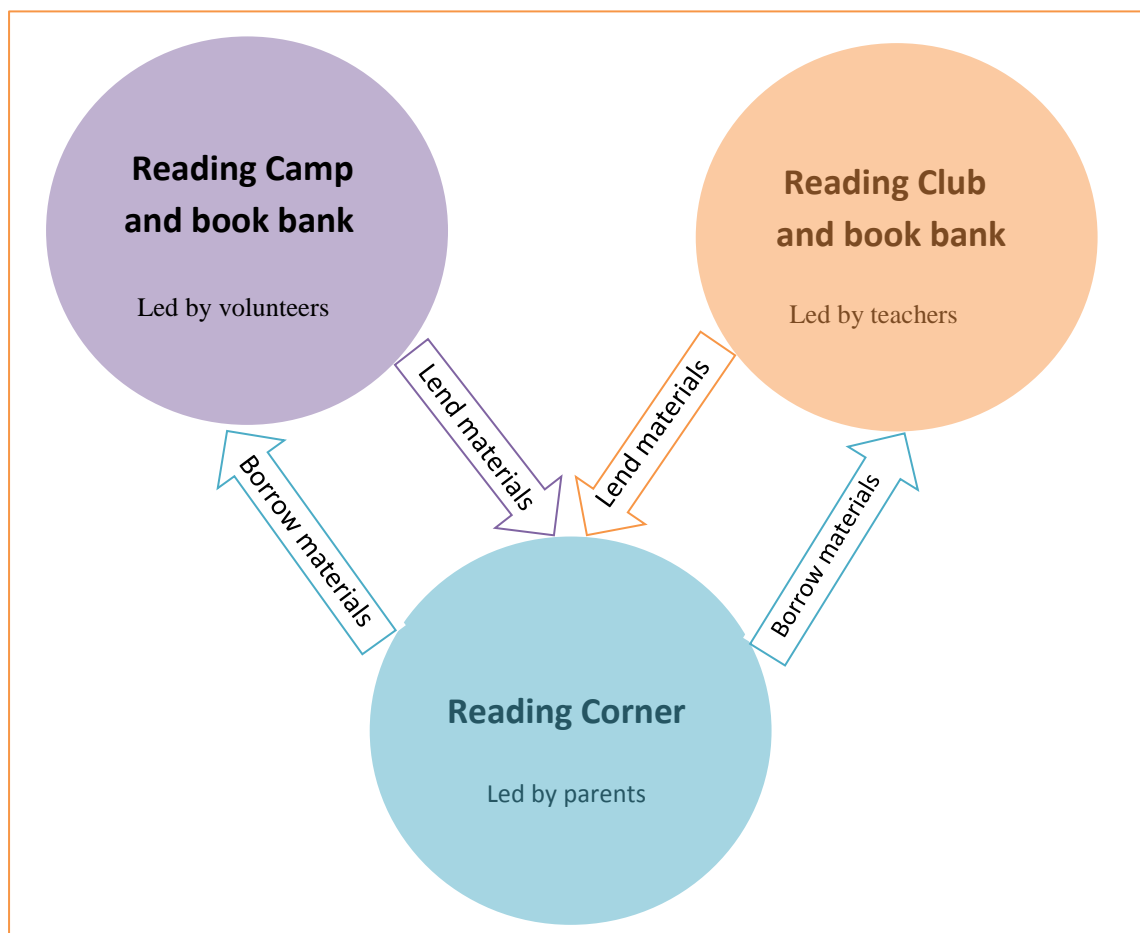 Reading Camp
and book bank
Led by volunteers
Reading Club
and book bank
Led by teachers
Lend materials
Lend materials
Borrow materials
Borrow materials
Reading Corner
Led by parents